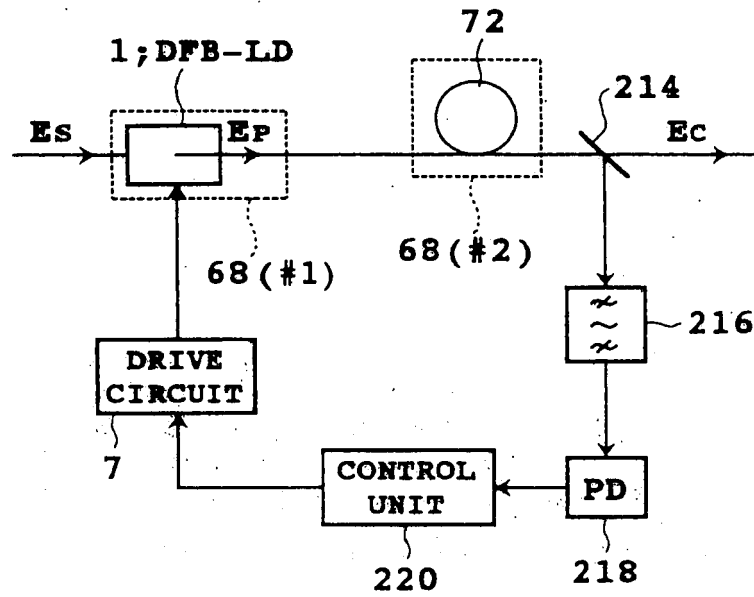 72
1;DFB-LD
214
ES
EP
EC
68(#1)
68(#2)
216
DRIVE
CIRCUIT
7
CONTROL
UNIT
PD
220
218